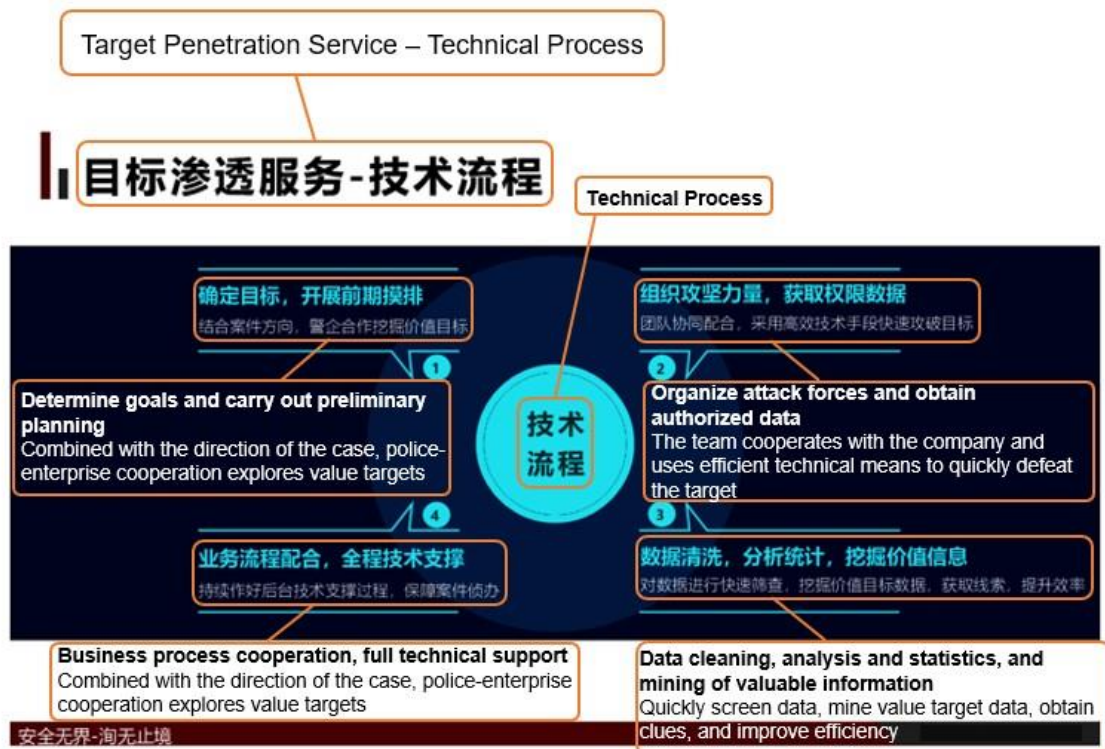 Target Penetration Service – Technical Process
目标渗透服务-技术流程
Technical Process
确定目标，开展前期摸排
结合案件方向，警企合作挖掘价值目标
1
Determine goals and carry out preliminary
planning
Combined with the direction of the case, police-
enterprise cooperation explores value targets
组织攻坚力量，获取权限数据
团队协同配合，采用高效技术手段快速攻破目标
2
Organize attack forces and obtain
authorized data
The team cooperates with the company and
uses efficient technical means to quickly defeat
the target
技术
流程
4
业务流程配合，全程技术支撑
持续作好后台技术支撑过程，保障案件侦办
Business process cooperation, full technical support
Combined with the direction of the case, police-enterprise
cooperation explores value targets
3
数据清洗，分析统计，挖掘价值信息
对数据进行快速筛查，挖掘价值目标数据，获取线索，提升效率
Data cleaning, analysis and statistics, and
mining of valuable information
Quickly screen data, mine value target data, obtain
clues, and improve efficiency
安全无界-洵无止境